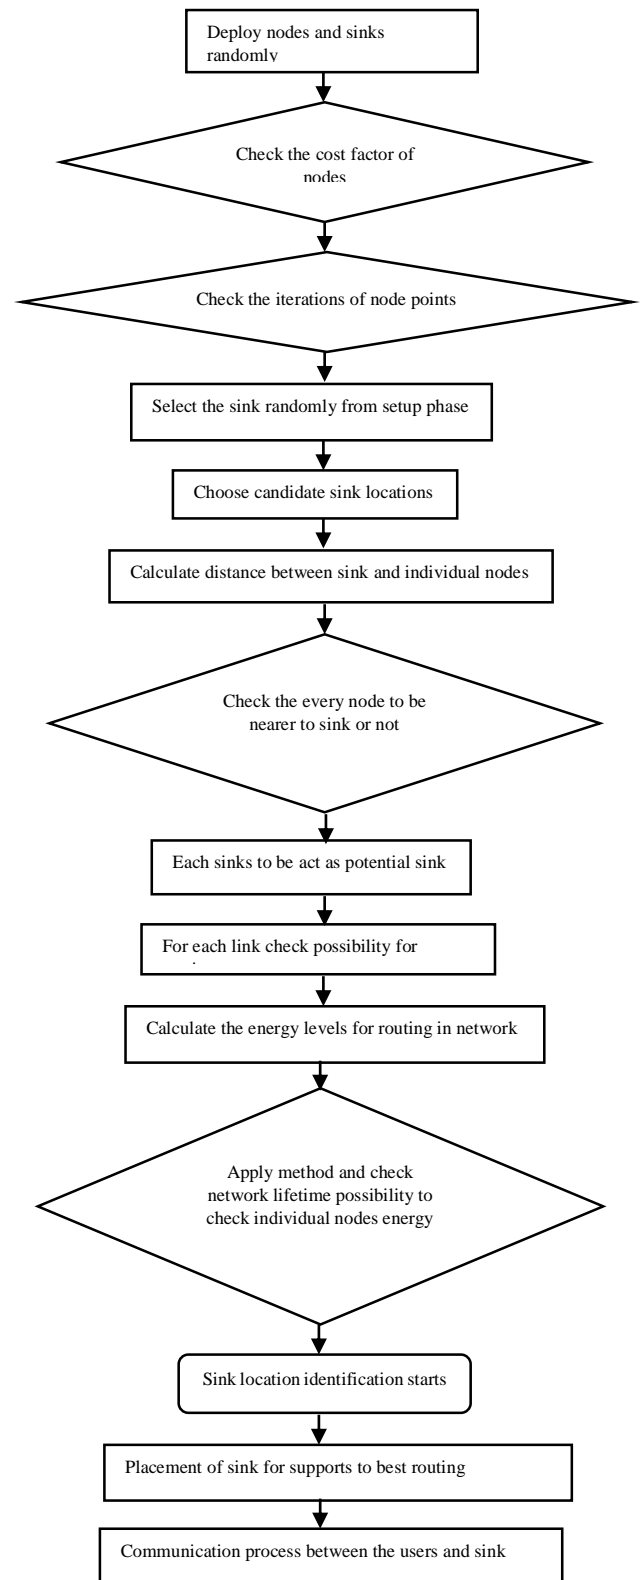 Deploy nodes and sinks
randomly
Check the cost factor of
nodes
Check the iterations of node points
Select the sink randomly from setup phase
Choose candidate sink locations
Calculate distance between sink and individual nodes
Check the every node to be
nearer to sink or not
Each sinks to be act as potential sink
For each link check possibility for
Calculate the energy levels for routing in network
Apply method and check
network lifetime possibility to
check individual nodes energy
Sink location identification starts
Placement of sink for supports to best routing
Communication process between the users and sink